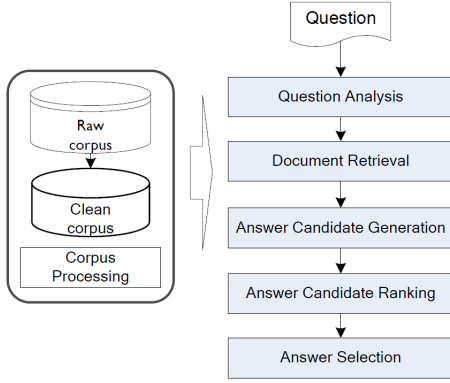 Question
Raw
corpus
Clean
corpus
Corpus
Processing
Question Analysis
Document Retrieval
Answer Candidate Generation
Answer Candidate Ranking
Answer Selection